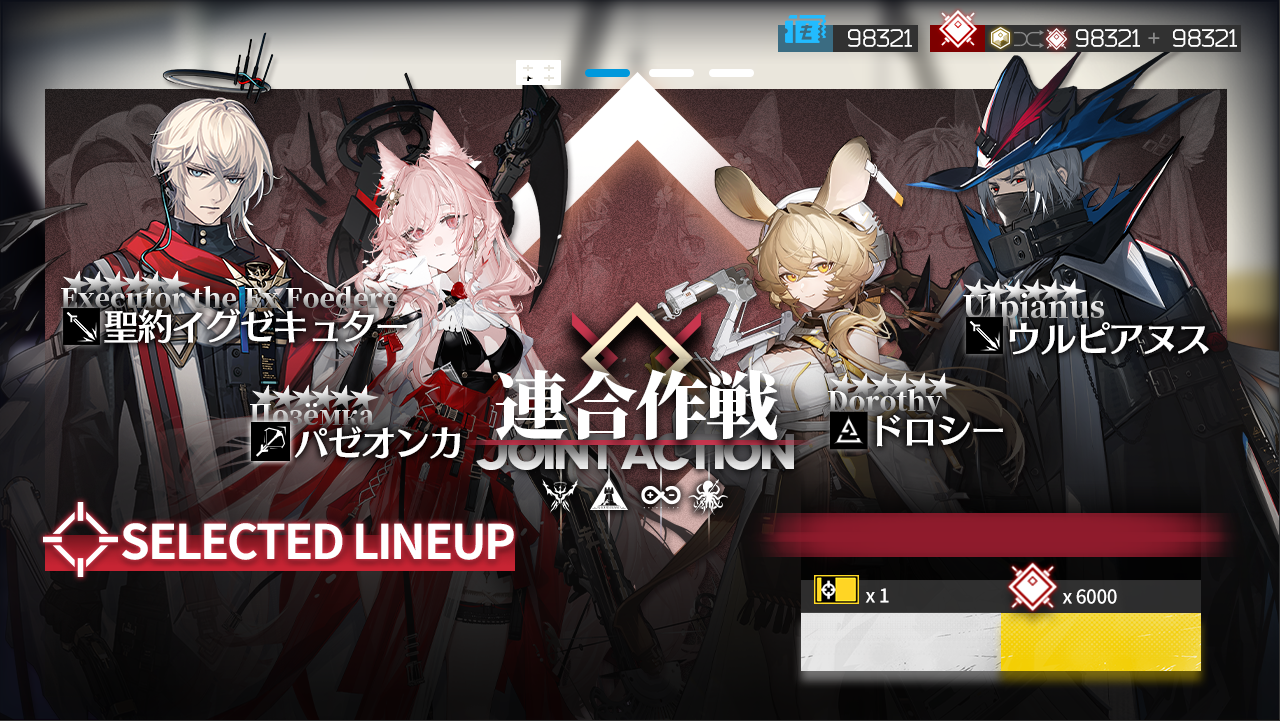 98321
98321 + 98321
Executor the Ex Foedere
聖約イグゼキュター
Ulpianus
ウルピアヌス
Позёмка
パゼオンカ
Dorothy
ドロシー
連合作戦
JOINT ACTION
SELECTED LINEUP
x 1
x 6000